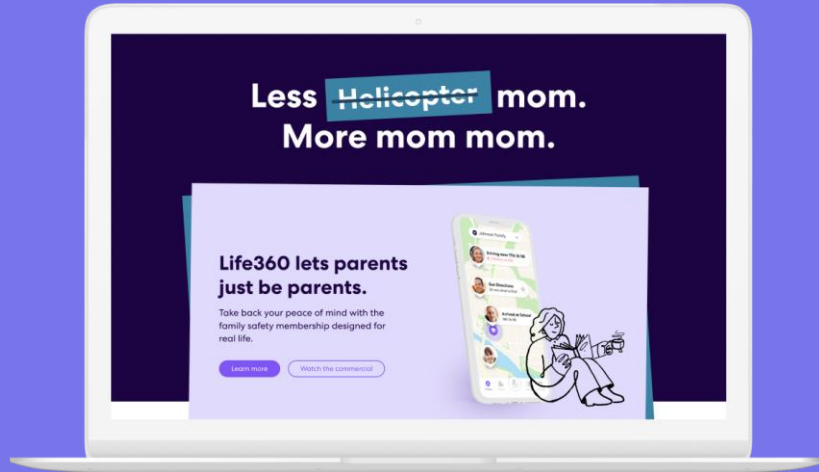 Less Helicopter mom.
More mom mom.
Life360 lets parents
just be parents.
Take back your peace of mind with the
family safety membership designed for
real life.
Learn more
Watch the commercial
Johnson Family
Get Directions
Arrived at School